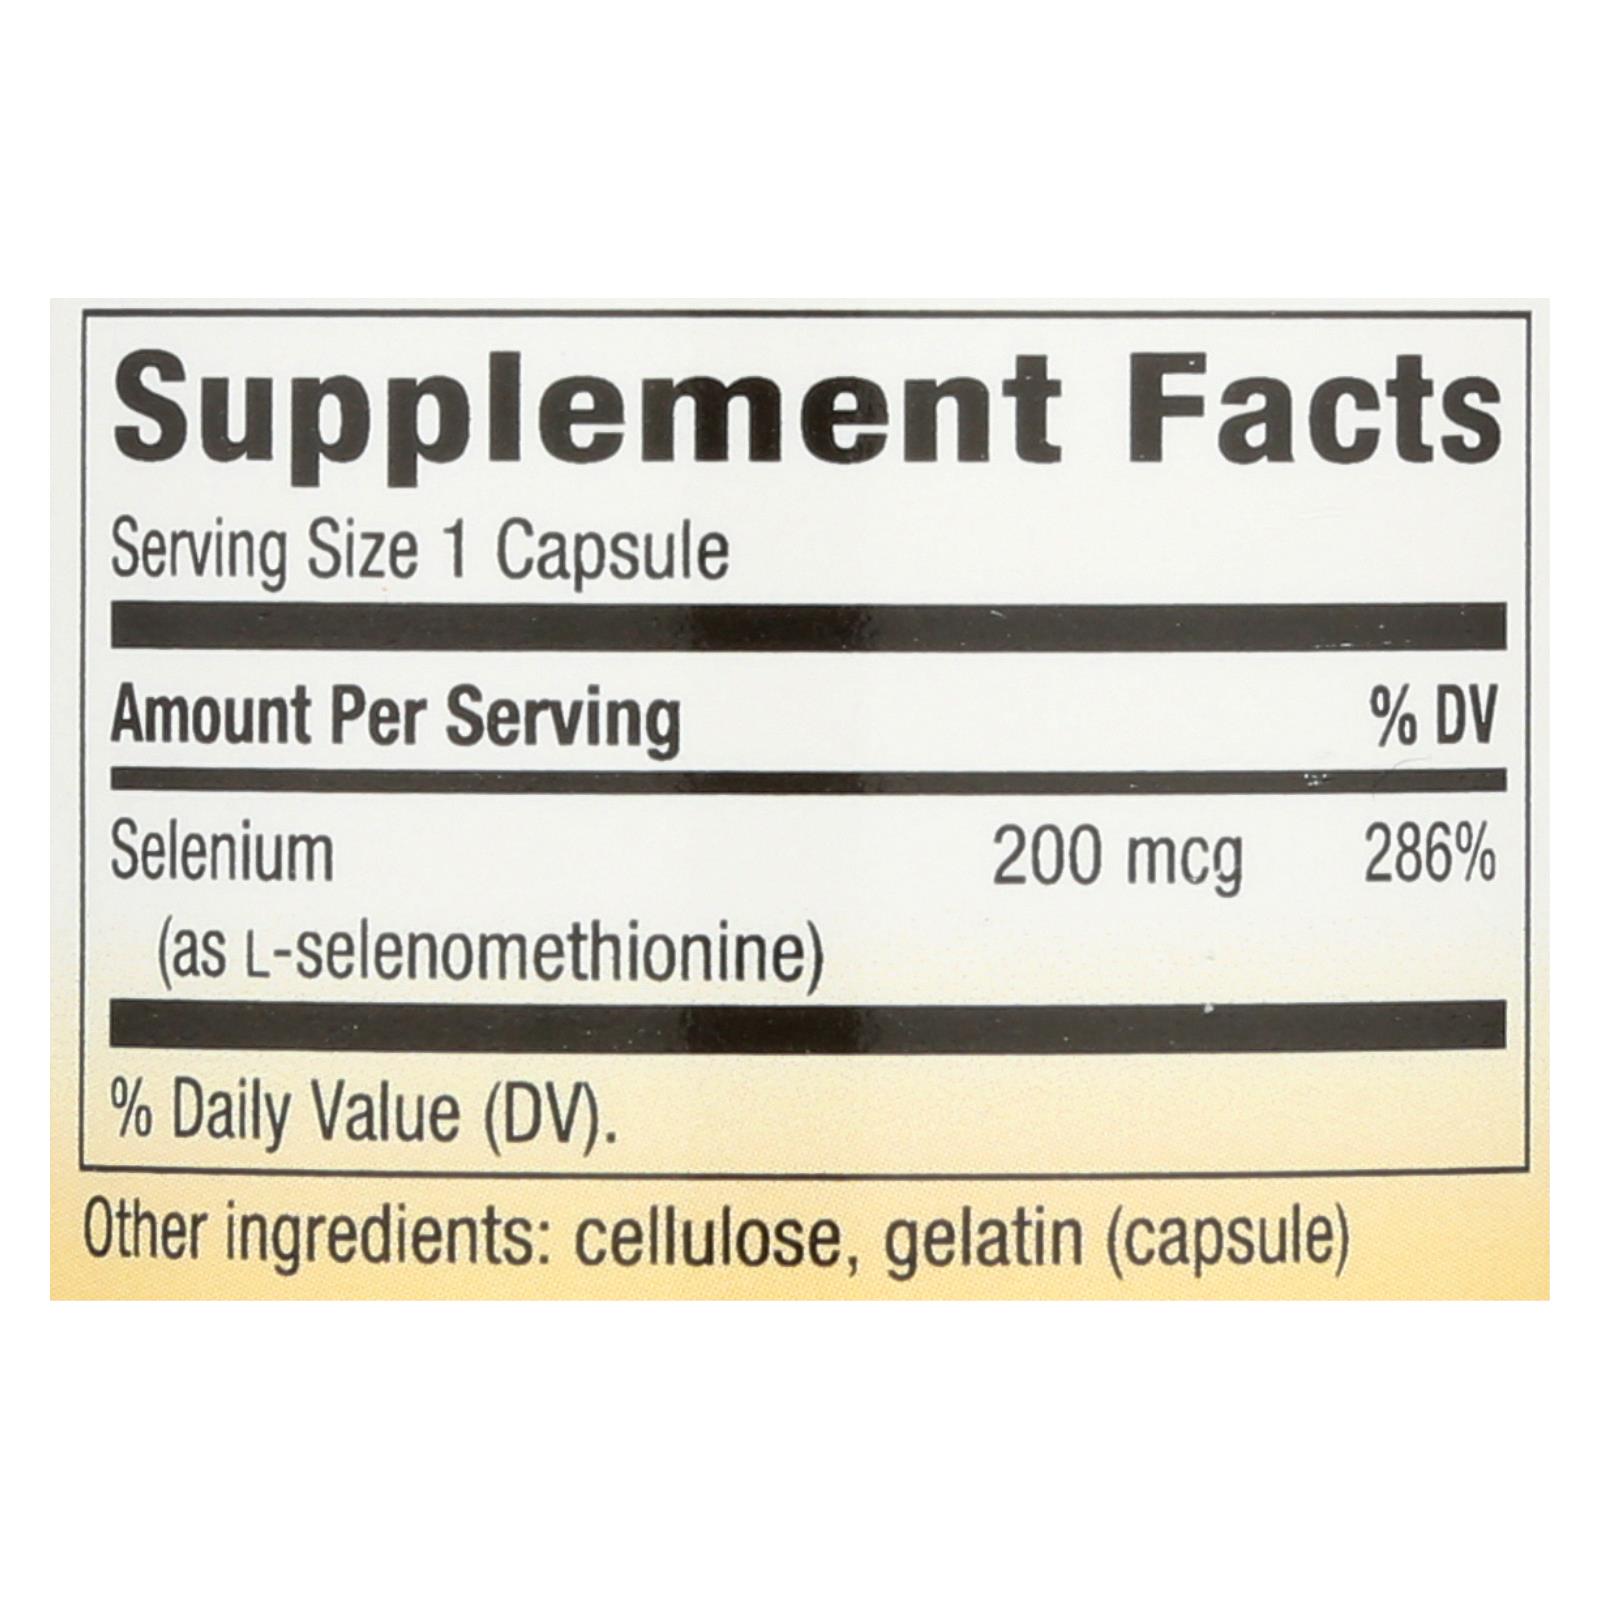 Supplement Facts
Serving Size 1 Capsule
Amount Per Serving % DV
Selenium 200 mcg 286%
(as L-selenomethionine)
% Daily Value (DV).
Other ingredients: cellulose, gelatin (capsule)